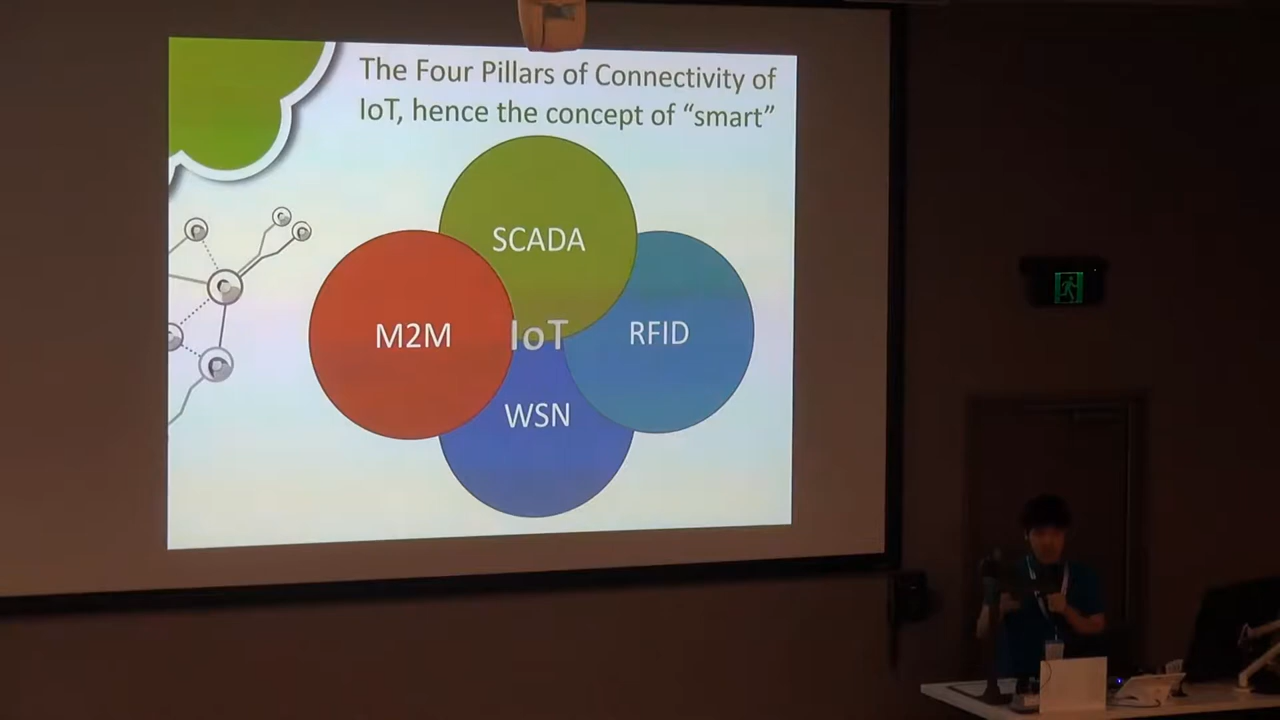 The Four Pillars of Connectivity of
IoT, hence the concept of “smart”
SCADA
M2M
IoT
RFID
WSN